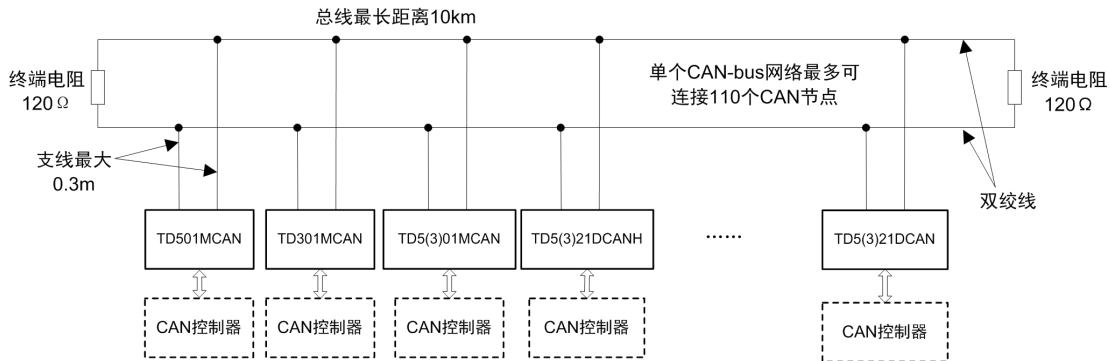 总线最长距离10km
终端电阻
120Ω
单个CAN-bus网络最多可
连接110个CAN节点
终端电阻
120Ω
支线最大
0.3m
双绞线
TD501MCAN
TD301MCAN
TD5(3)01MCAN
TD5(3)21DCANH
……
TD5(3)21DCAN
CAN控制器
CAN控制器
CAN控制器
CAN控制器
CAN控制器